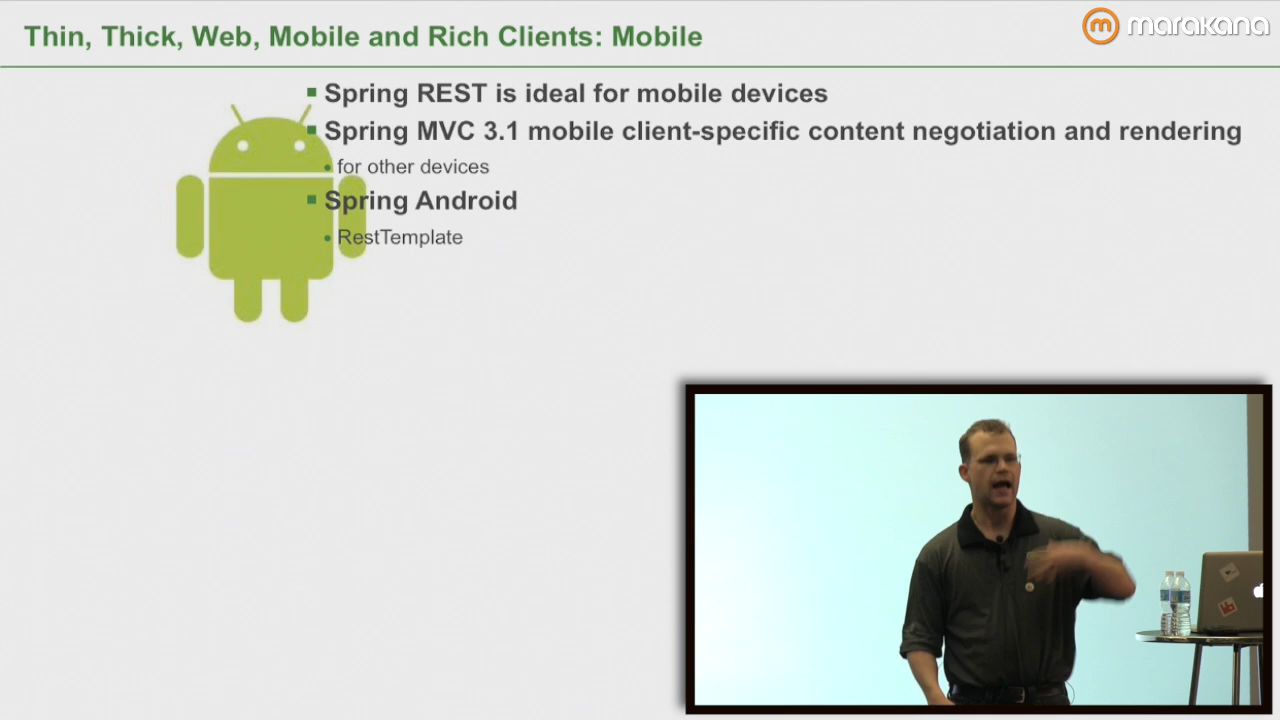 Thin, Thick, Web, Mobile and Rich Clients: Mobile
marakana
Spring REST is ideal for mobile devices
Spring MVC 3.1 mobile client-specific content negotiation and rendering
for other devices
Spring Android
RestTemplate